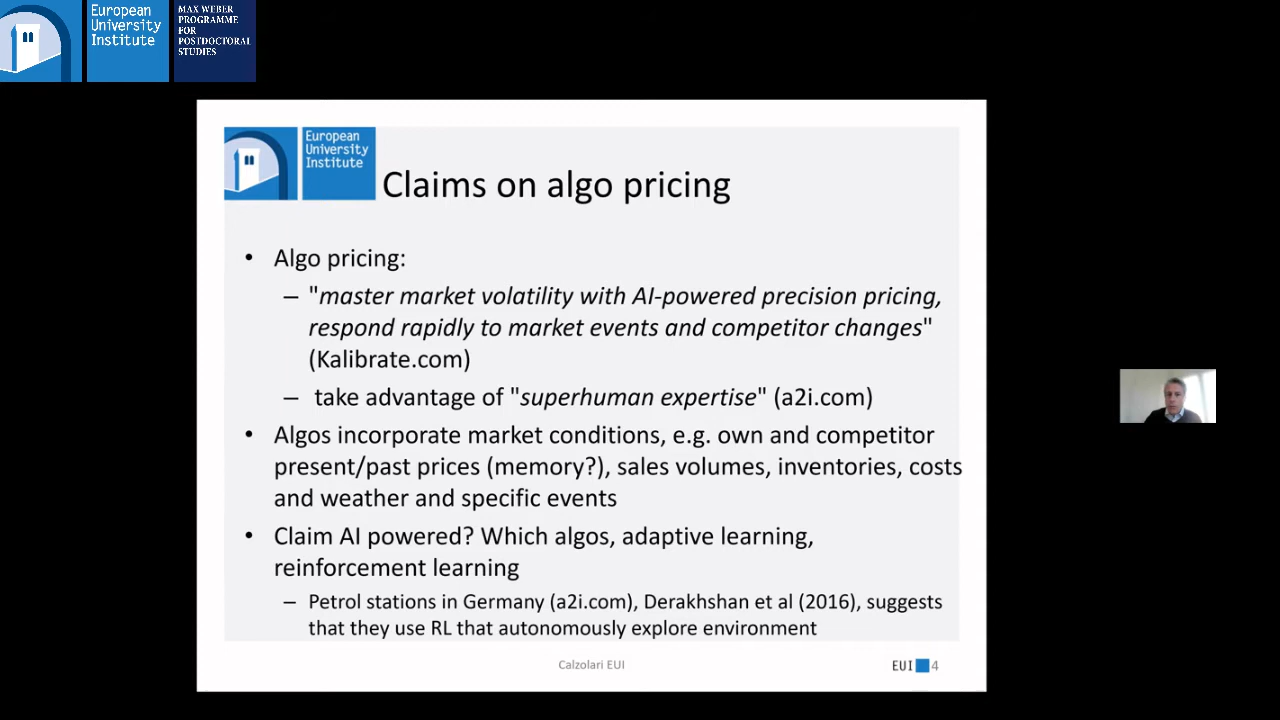 European
University
Institute
MAX WEBER
PROGRAMME
FOR
POSTDOCTORAL
STUDIES
European
University
Institute
Claims on algo pricing
• Algo pricing:
– "master market volatility with AI-powered precision pricing,
respond rapidly to market events and competitor changes"
(Kalibrate.com)
– take advantage of "superhuman expertise" (a2i.com)
• Algos incorporate market conditions, e.g. own and competitor
present/past prices (memory?), sales volumes, inventories, costs
and weather and specific events
• Claim AI powered? Which algos, adaptive learning,
reinforcement learning
– Petrol stations in Germany (a2i.com), Derakhshan et al (2016), suggests
that they use RL that autonomously explore environment
Calzolari EUI
EUI 4